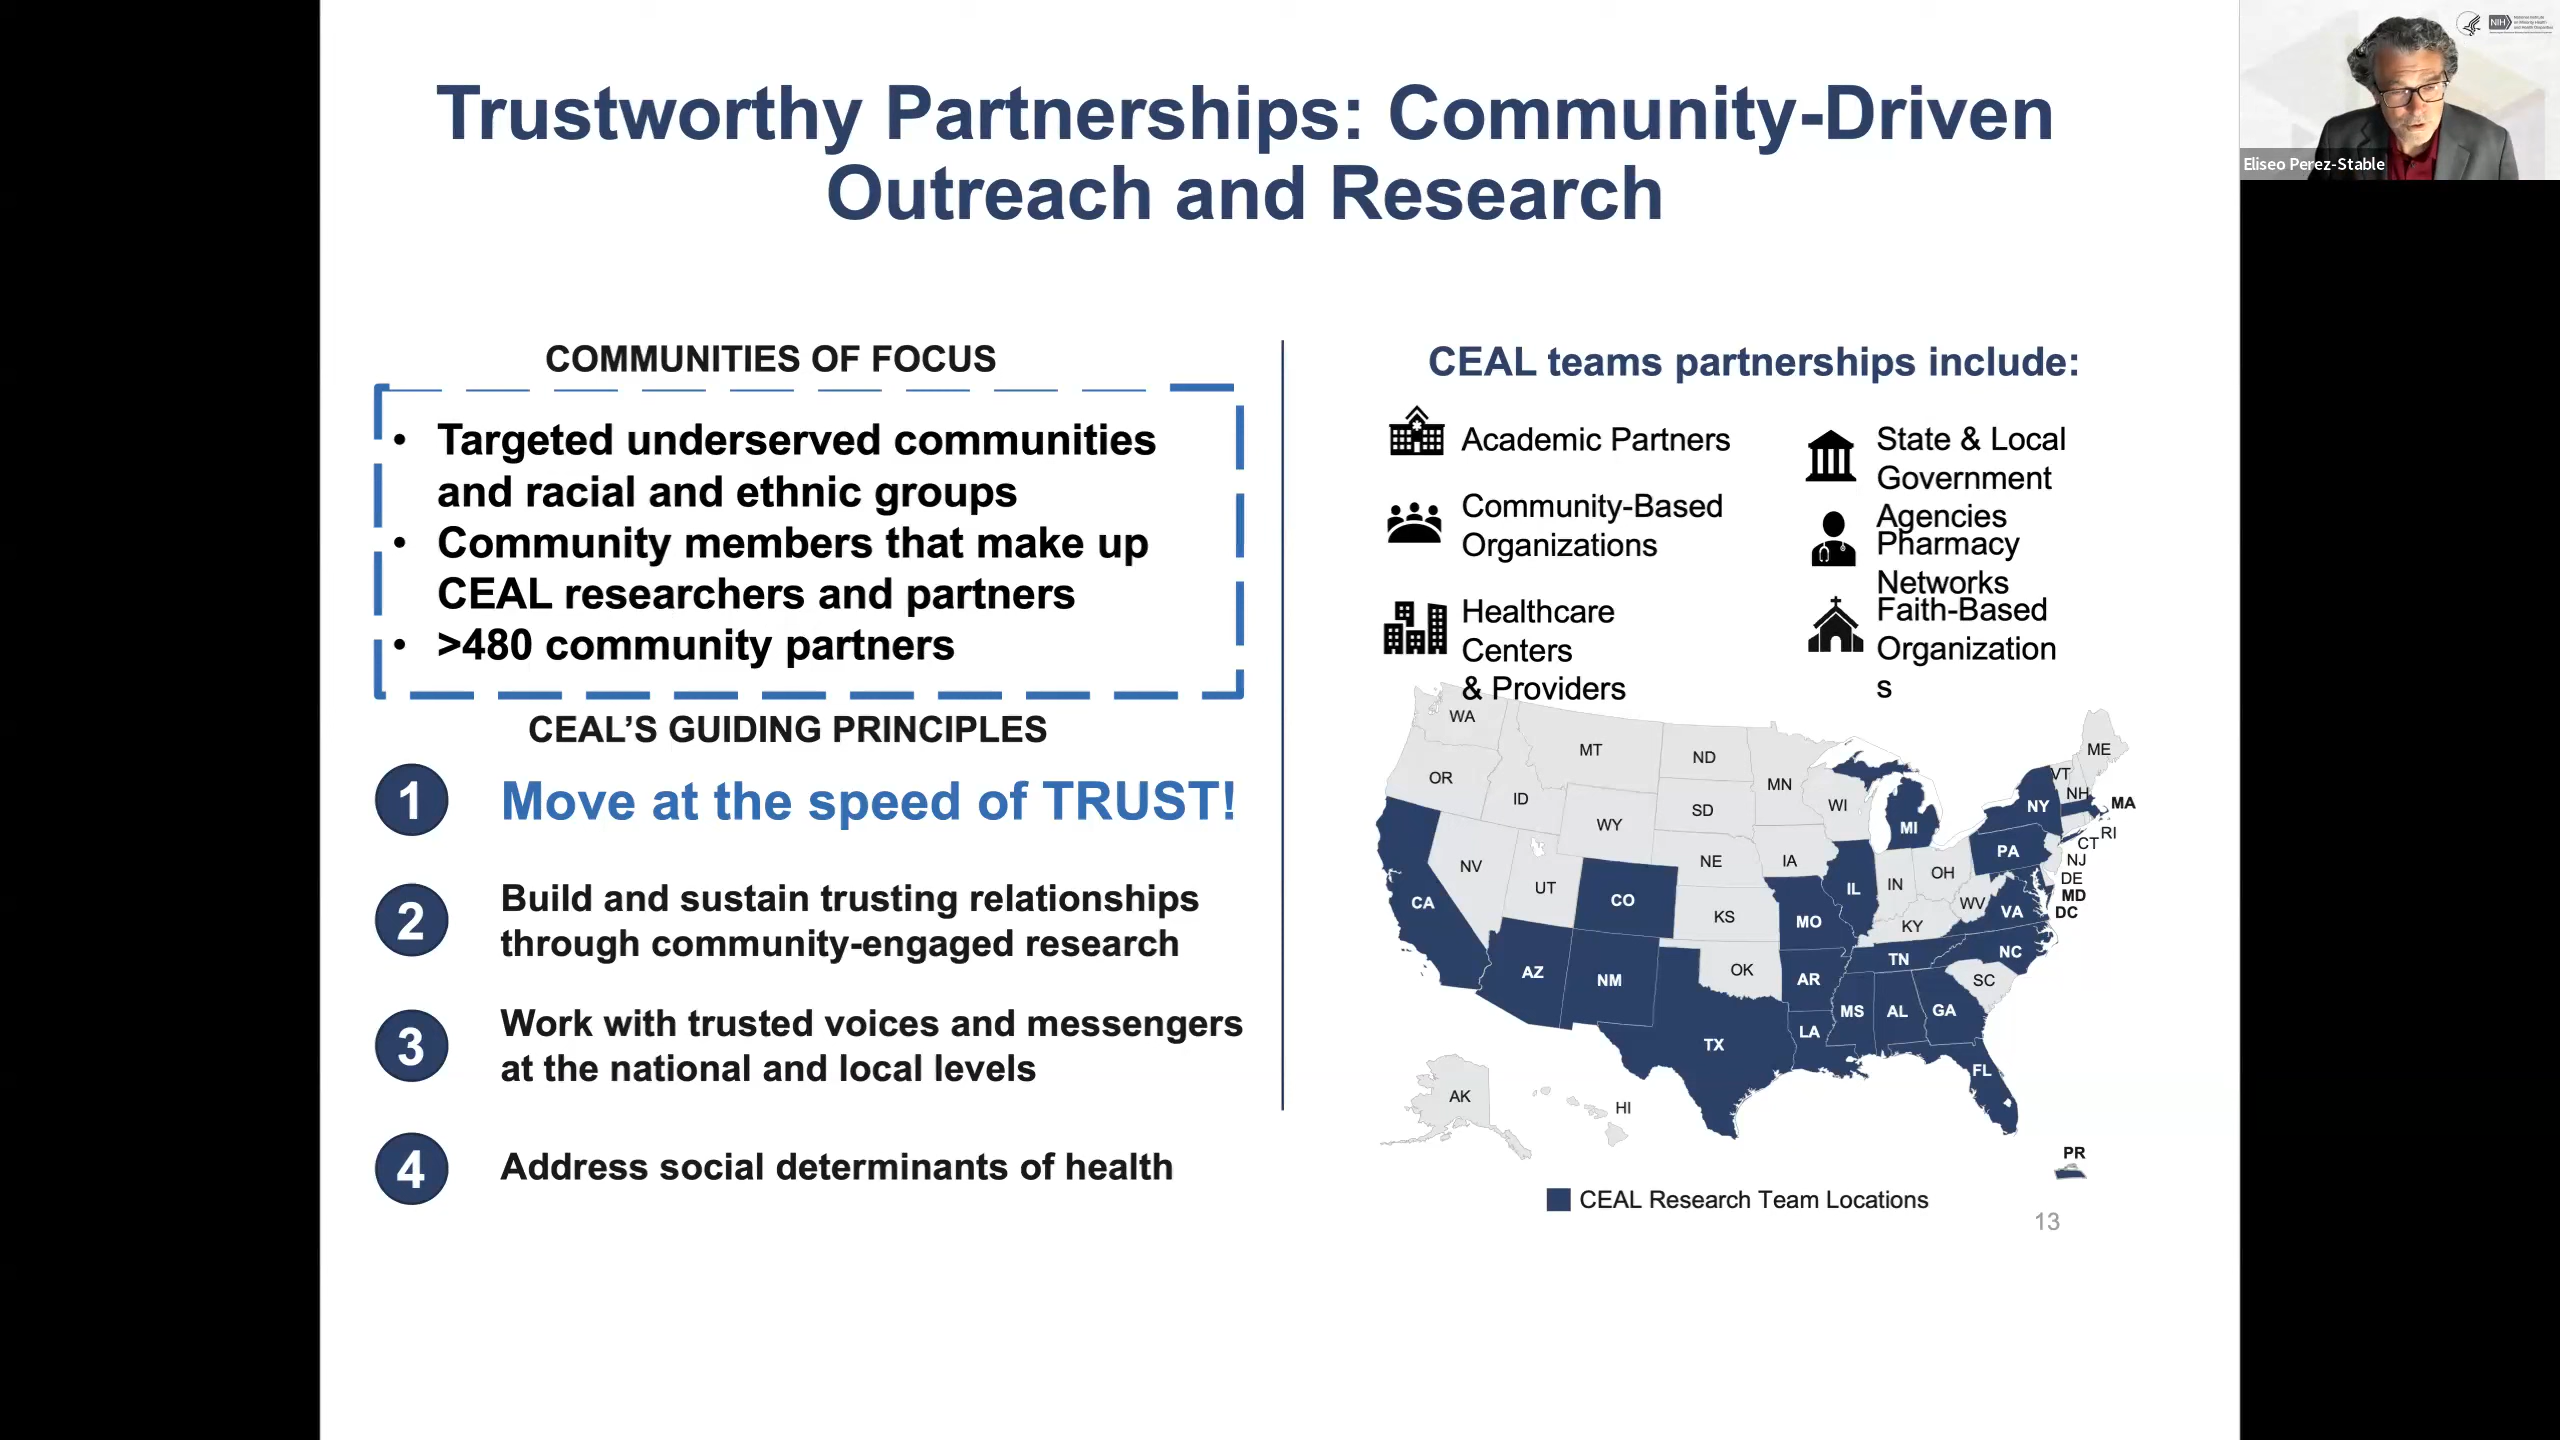 Trustworthy Partnerships: Community-Driven
Outreach and Research
NIH
Eliseo Perez-Stable
COMMUNITIES OF FOCUS
• Targeted underserved communities
and racial and ethnic groups
• Community members that make up
CEAL researchers and partners
• >480 community partners
CEAL'S GUIDING PRINCIPLES
1 Move at the speed of TRUST!
2 Build and sustain trusting relationships
through community-engaged research
3 Work with trusted voices and messengers
at the national and local levels
4 Address social determinants of health
CEAL teams partnerships include:
Academic Partners
Community-Based
Organizations
Healthcare
Centers
& Providers
State & Local
Government
Agencies
Pharmacy
Networks
Faith-Based
Organization
s
WA
MT
ND
MN
OR
ID
SD
WI
WY
MI
NY
VT
NH
ME
MA
RI
CT
NJ
DE
MD
DC
PA
NV
UT
CA
CO
NE
IA
KS
MO
IL
IN
OH
WV
VA
KY
AZ
NM
OK
AR
TN
NC
SC
TX
LA
MS
AL
GA
FL
AK
HI
PR
CEAL Research Team Locations
13